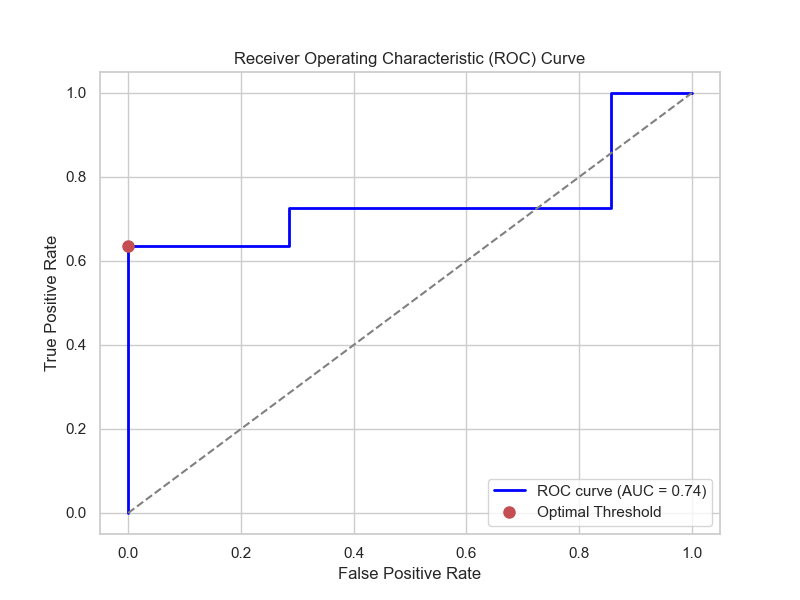 Receiver Operating Characteristic (ROC) Curve
True Positive Rate
1.0
0.8
0.6
0.4
0.2
0.0
0.0 0.2 0.4 0.6 0.8 1.0
False Positive Rate
ROC curve (AUC = 0.74)
Optimal Threshold